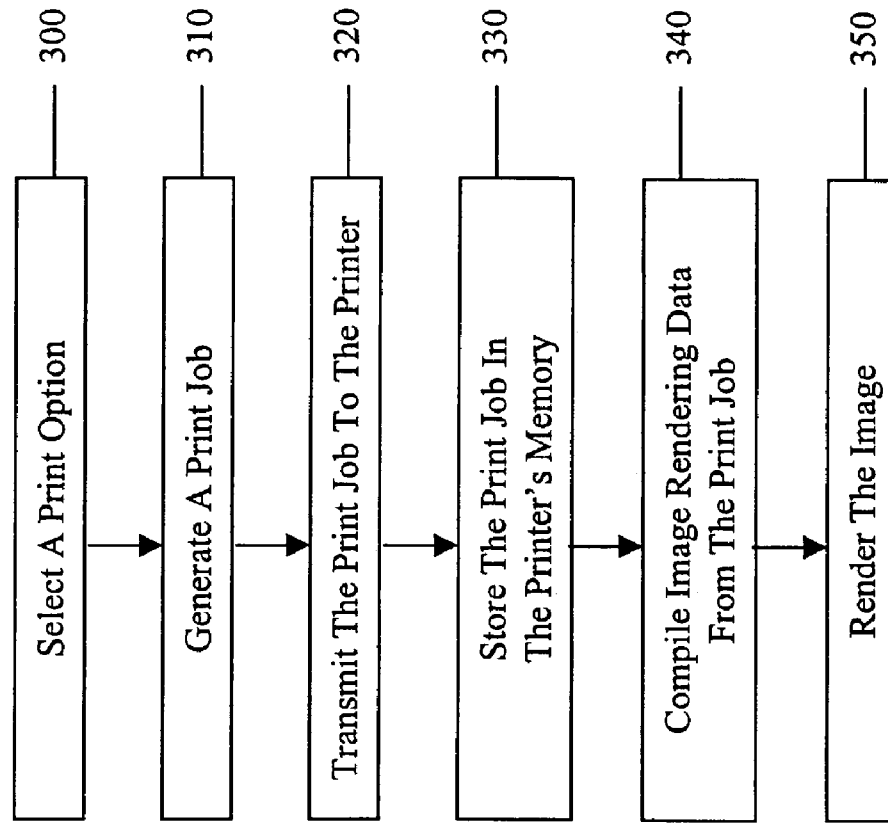 Select A Print Option
300
Generate A Print Job
310
Transmit The Print Job To The Printer
320
Store The Print Job In
The Printer's Memory
330
Compile Image Rendering Data
From The Print Job
340
Render The Image
350